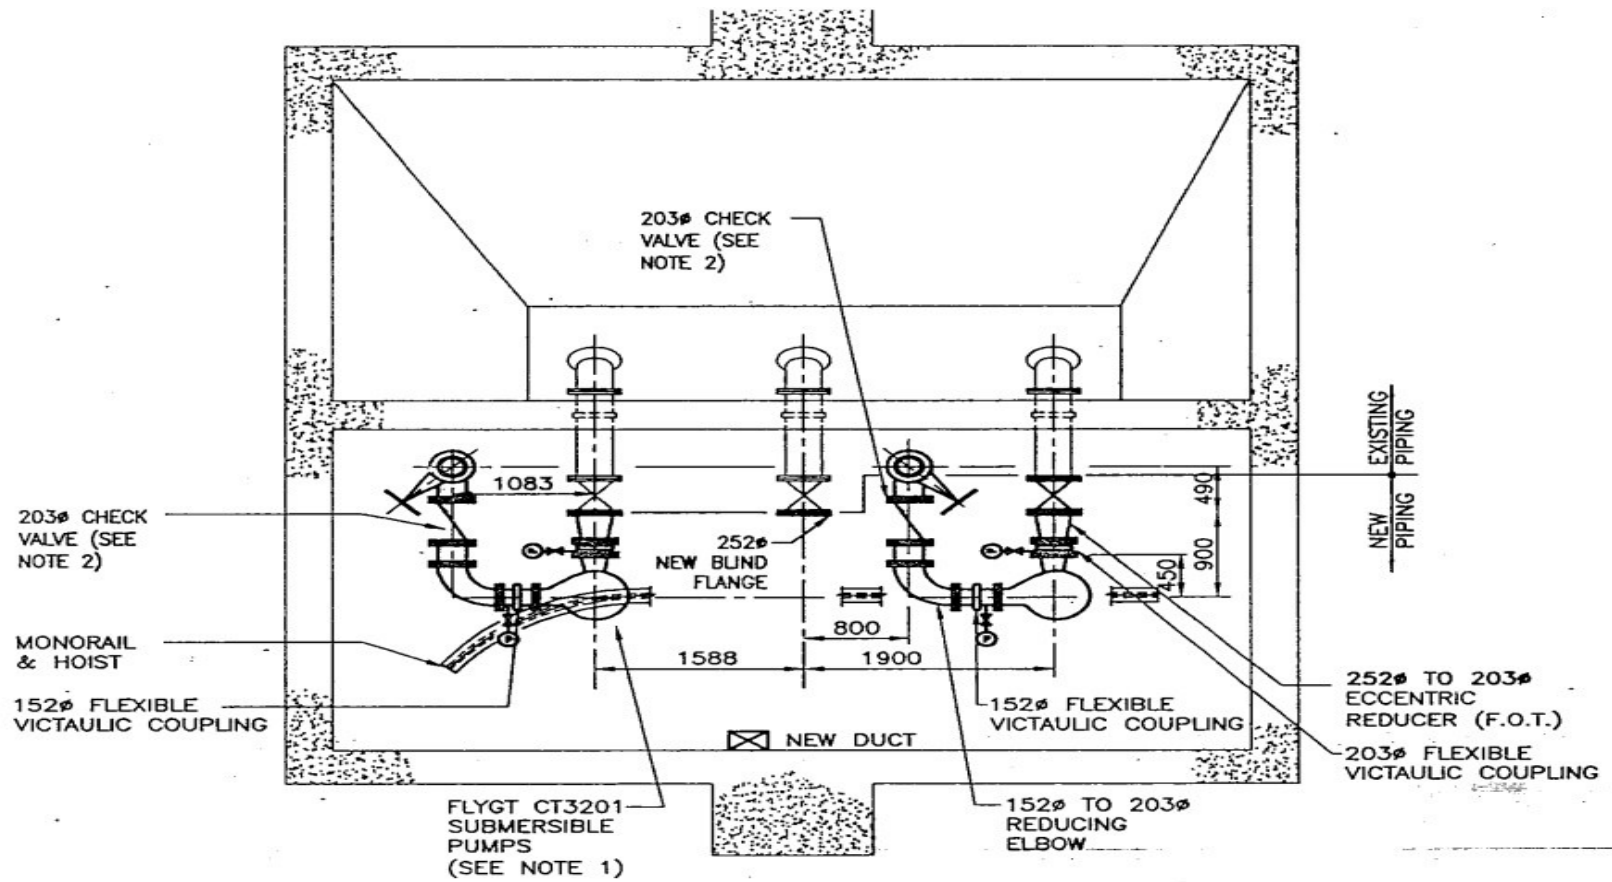 203ø CHECK
VALVE (SEE
NOTE 2)
EXISTING
PIPING
NEW
PIPING
1083
490
900
450
203ø CHECK
VALVE (SEE
NOTE 2)
252ø
NEW BLIND
FLANGE
P
P
P
P
800
1588
1900
MONORAIL
& HOIST
152ø FLEXIBLE
VICTAULIC COUPLING
152ø FLEXIBLE
VICTAULIC COUPLING
252ø TO 203ø
ECCENTRIC
REDUCER (F.O.T.)
203ø FLEXIBLE
VICTAULIC COUPLING
NEW DUCT
FLYGT CT3201
SUBMERSIBLE
PUMPS
(SEE NOTE 1)
152ø TO 203ø
REDUCING
ELBOW